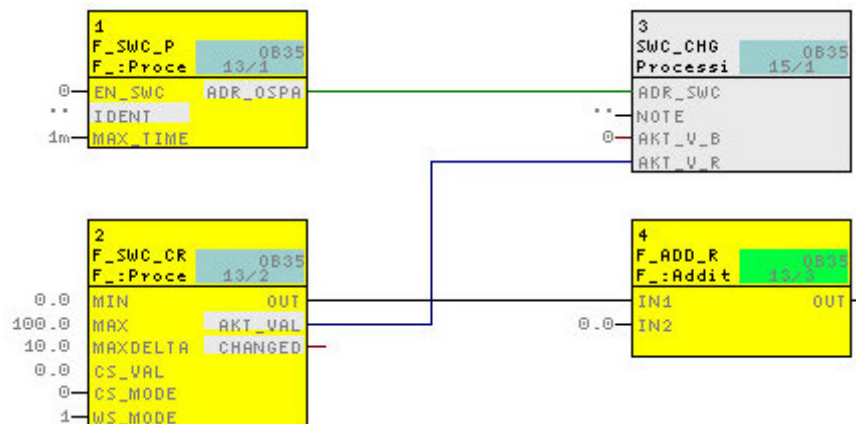 1
F_SWC_P OB35
F_:Proce 13/1
0 EN_SWC ADR_OSPA
.. IDENT
1m MAX_TIME
3
SWC_CHG OB35
Processi 15/1
ADR_SWC
.. NOTE
0 AKT_V_B
AKT_V_R
2
F_SWC_CR OB35
F_:Proce 13/2
0.0 MIN OUT
100.0 MAX AKT_VAL
10.0 MAXDELTA CHANGED
0.0 CS_VAL
0 CS_MODE
1 WS_MODE
4
F_ADD_R OB35
F_:Addit 13/3
IN1 OUT
0.0 IN2